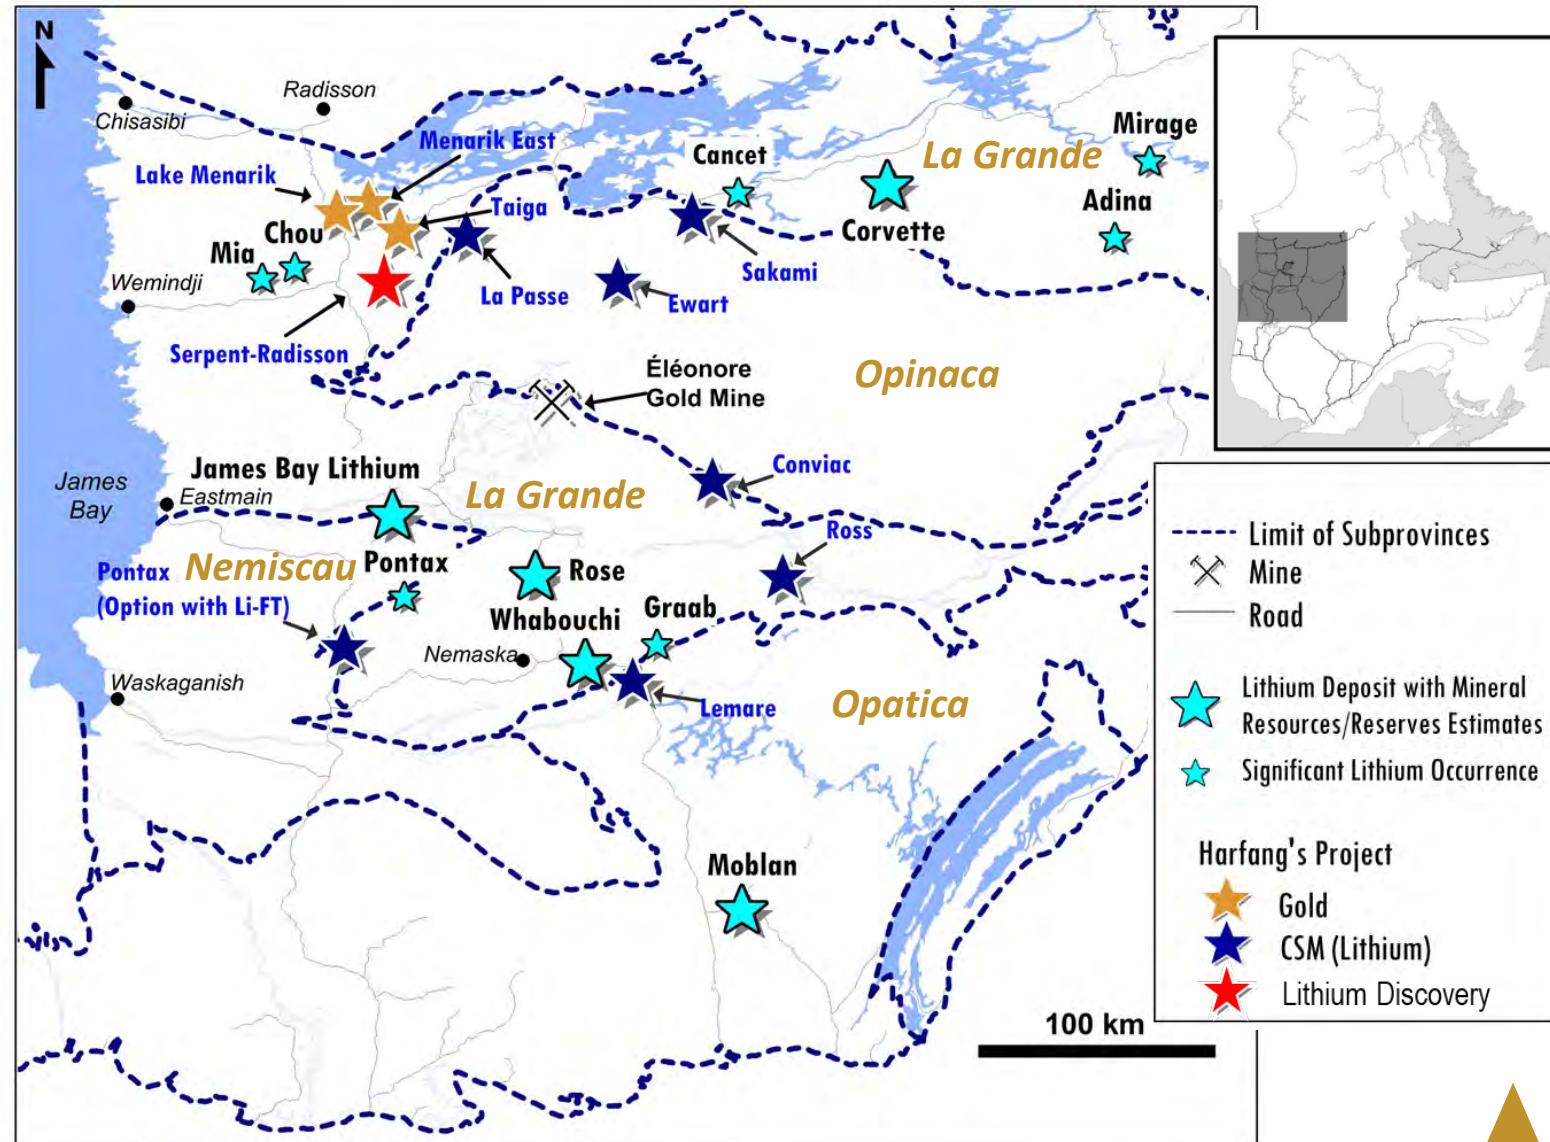 N
Radisson
Chisasibi
Menarik East
Lake Menarik
Cancet
La Grande
Mirage
Taiga
Adina
Chou
Mia
Corvette
Sakami
Wemindji
La Passe
Ewart
Serpent-Radisson
Éléonore
Gold Mine
Opinaca
James Bay Lithium
Conviac
James
Bay
Eastmain
La Grande
Ross
Nemiscau
Pontax
Pontax
(Option with Li-FT)
Rose
Whabouchi
Graab
Nemaska
Waskaganish
Lemare
Opatica
Moblan
100 km
Limit of Subprovinces
Mine
Road
Lithium Deposit with Mineral
Resources/Reserves Estimates
Significant Lithium Occurrence
Harfang's Project
Gold
CSM (Lithium)
Lithium Discovery